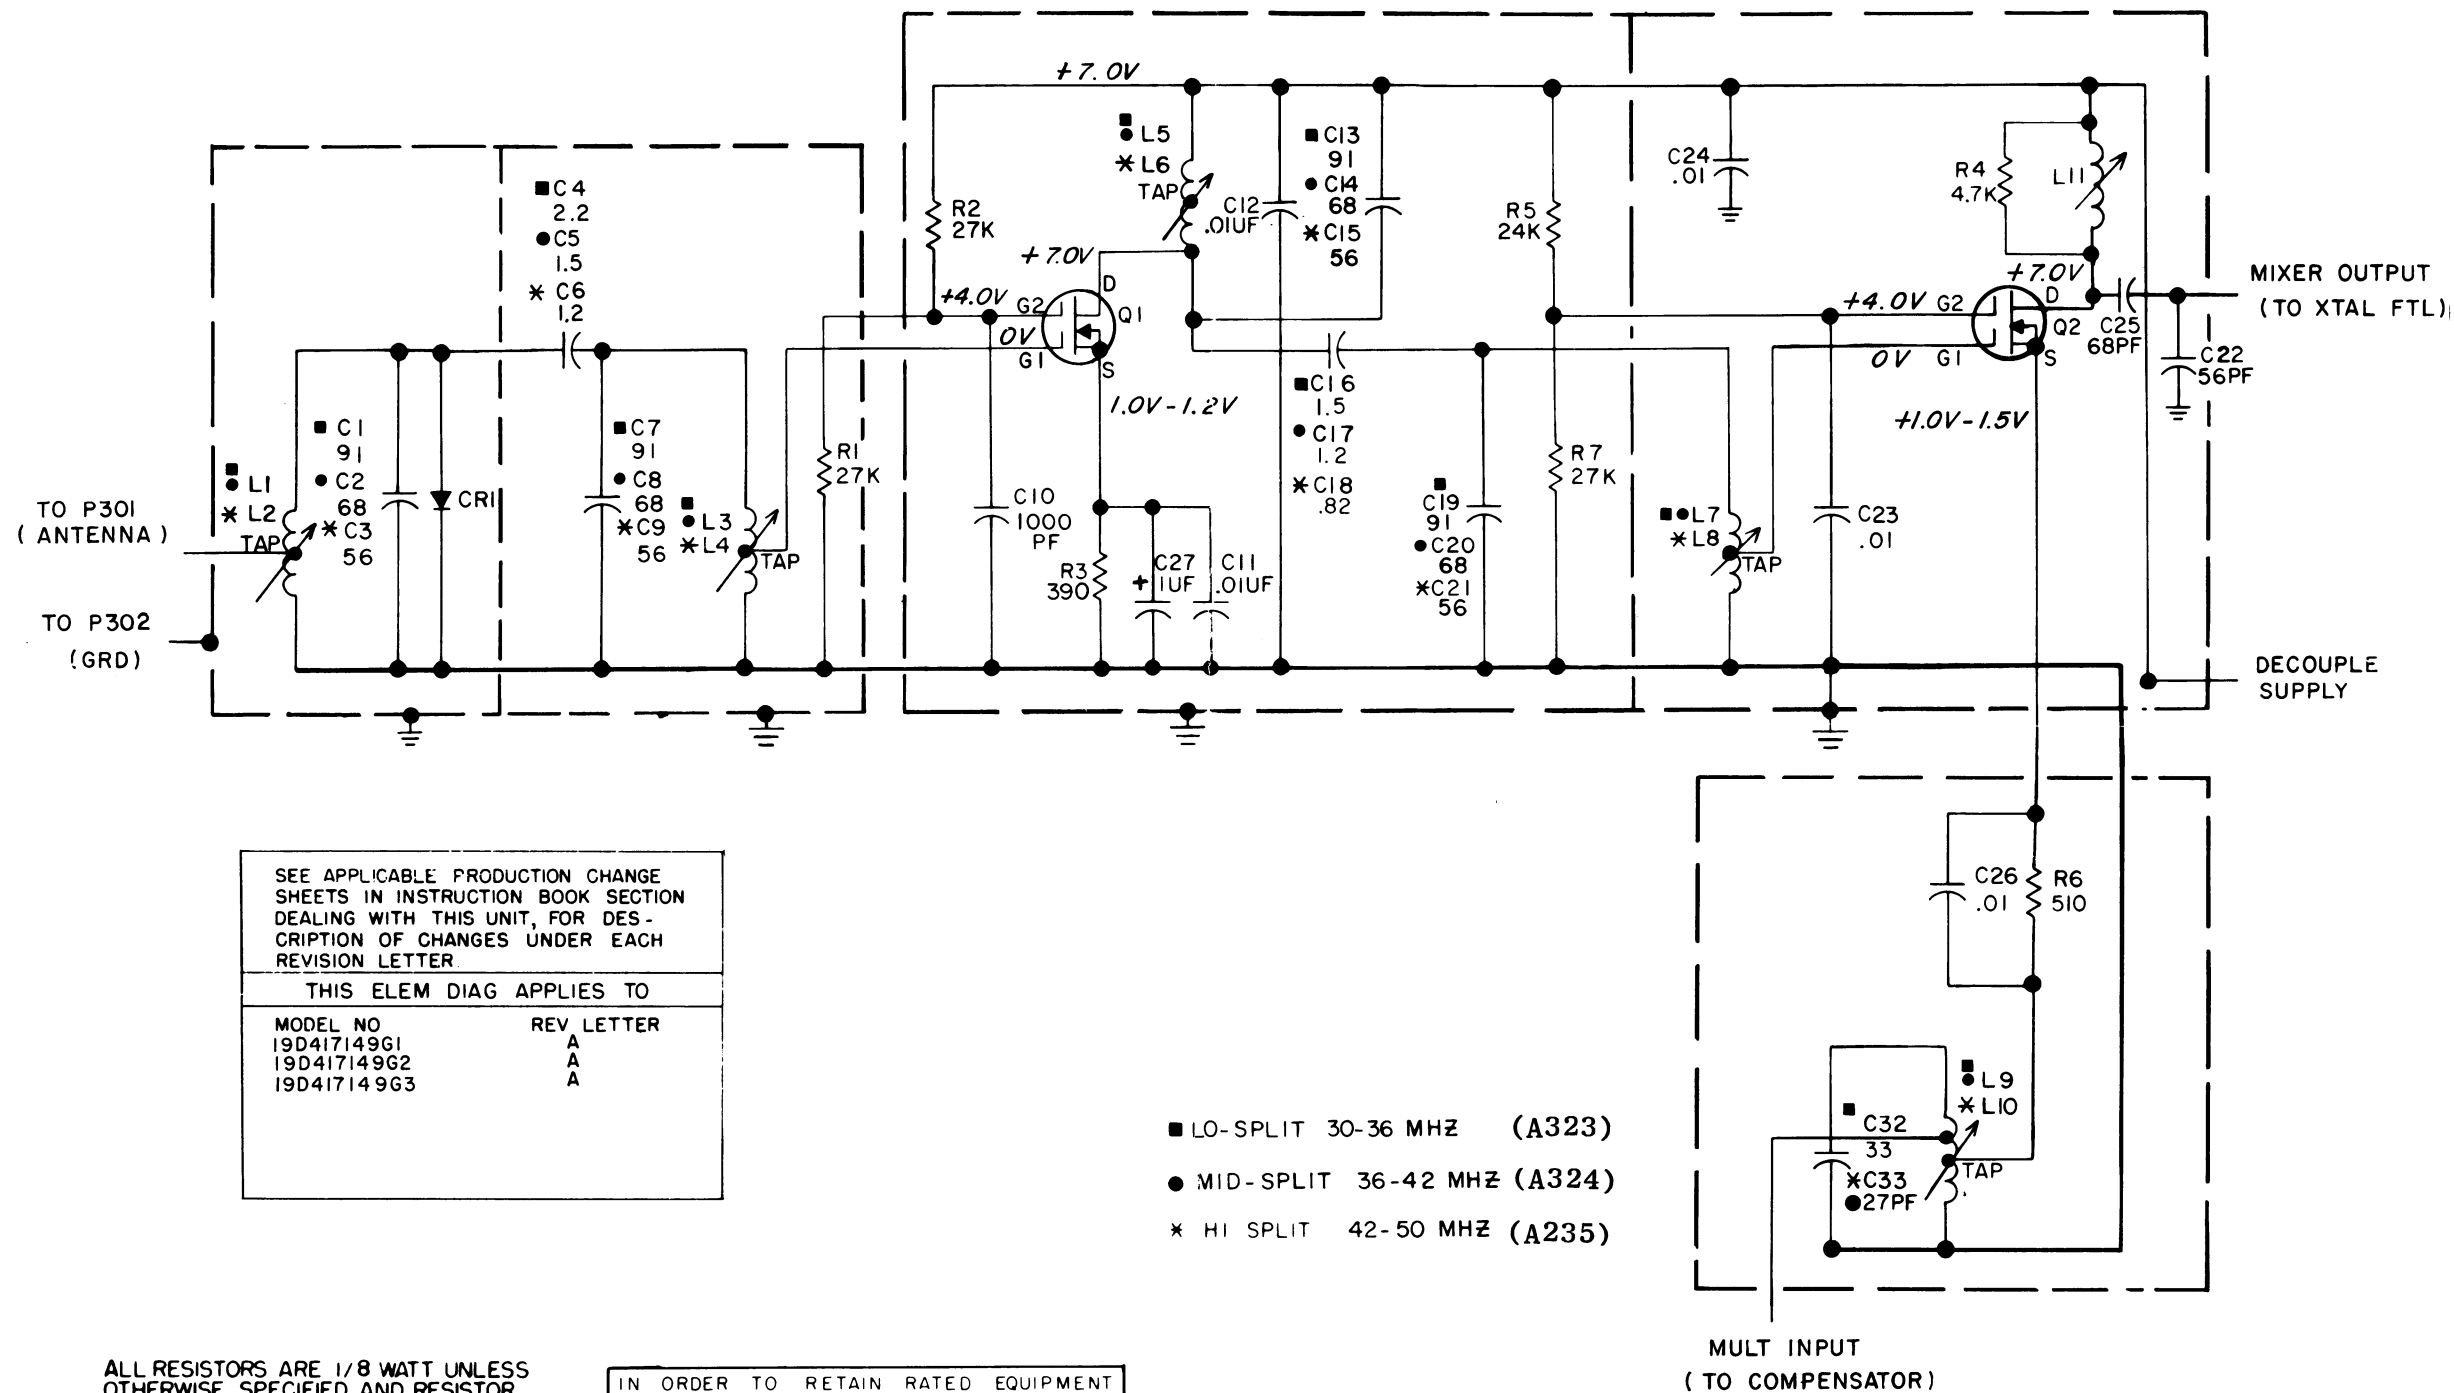 +7.0V
■
● L5
* L6
TAP
C12
.01UF
■ C13
91
● C14
68
* C15
56
R2
27K
R5
24K
C24
.01
R4
4.7K
L11
■ C4
2.2
● C5
1.5
* C6
1.2
+7.0V
D
Q1
+4.0V G2
0V
G1
S
1.0V-1.2V
+7.0V
D
Q2
+4.0V G2
0V G1
S
+1.0V-1.5V
C25
68PF
C22
56PF
MIXER OUTPUT
(TO XTAL FTL)
■ C1
91
● C2
68
* C3
56
■
● L1
* L2
TAP
CR1
■ C7
91
● C8
68
* C9
56
■
● L3
* L4
TAP
R1
27K
C10
1000
PF
R3
390
C27
+ 1UF
C11
.01UF
■ C16
1.5
● C17
1.2
* C18
.82
■
C19
91
● C20
68
* C21
56
R7
27K
■ ● L7
* L8
TAP
C23
.01
TO P301
( ANTENNA )
TO P302
(GRD)
DECOUPLE
SUPPLY
C26
.01
R6
510
■
● L9
* L10
TAP
■
C32
33
* C33
● 27PF
MULT INPUT
( TO COMPENSATOR)
SEE APPLICABLE PRODUCTION CHANGE
SHEETS IN INSTRUCTION BOOK SECTION
DEALING WITH THIS UNIT, FOR DES-
CRIPTION OF CHANGES UNDER EACH
REVISION LETTER.
THIS ELEM DIAG APPLIES TO
MODEL NO REV LETTER
19D417149G1 A
19D417149G2 A
19D417149G3 A
■ LO-SPLIT 30-36 MHZ (A323)
● MID-SPLIT 36-42 MHZ (A324)
* HI SPLIT 42-50 MHZ (A235)
ALL RESISTORS ARE 1/8 WATT UNLESS
OTHERWISE SPECIFIED AND RESISTOR
IN ORDER TO RETAIN RATED EQUIPMENT